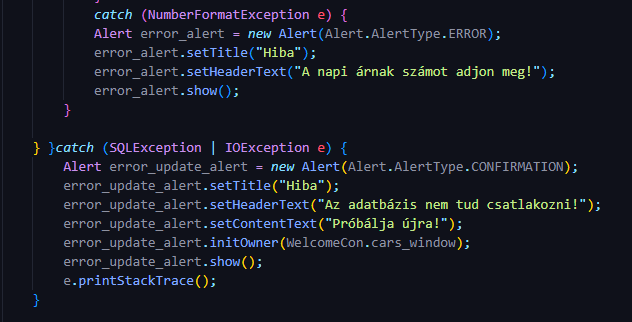 }
catch (NumberFormatException e) {
Alert error_alert = new Alert(Alert.AlertType.ERROR);
error_alert.setTitle("Hiba");
error_alert.setHeaderText("A napi árnak számot adjon meg!");
error_alert.show();
}
} }catch (SQLException | IOException e) {
Alert error_update_alert = new Alert(Alert.AlertType.CONFIRMATION);
error_update_alert.setTitle("Hiba");
error_update_alert.setHeaderText("Az adatbázis nem tud csatlakozni!");
error_update_alert.setContentText("Próbálja újra!");
error_update_alert.initOwner(WelcomeCon.cars_window);
error_update_alert.show();
e.printStackTrace();
}